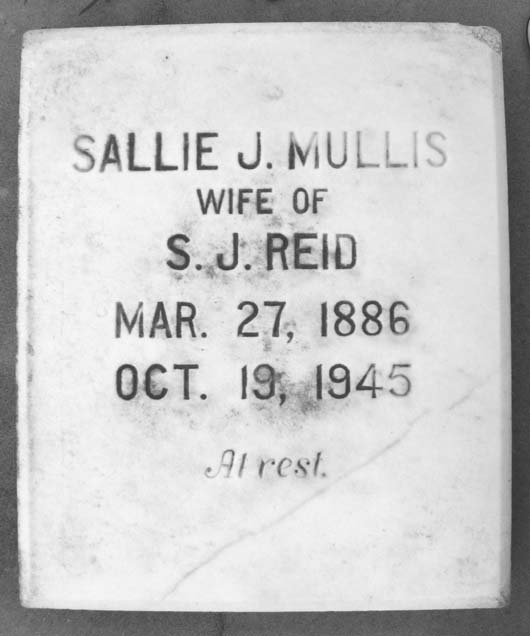 SALLIE J. MULLIS
WIFE OF
S. J. REID
MAR. 27, 1886
OCT. 19, 1945
At rest.